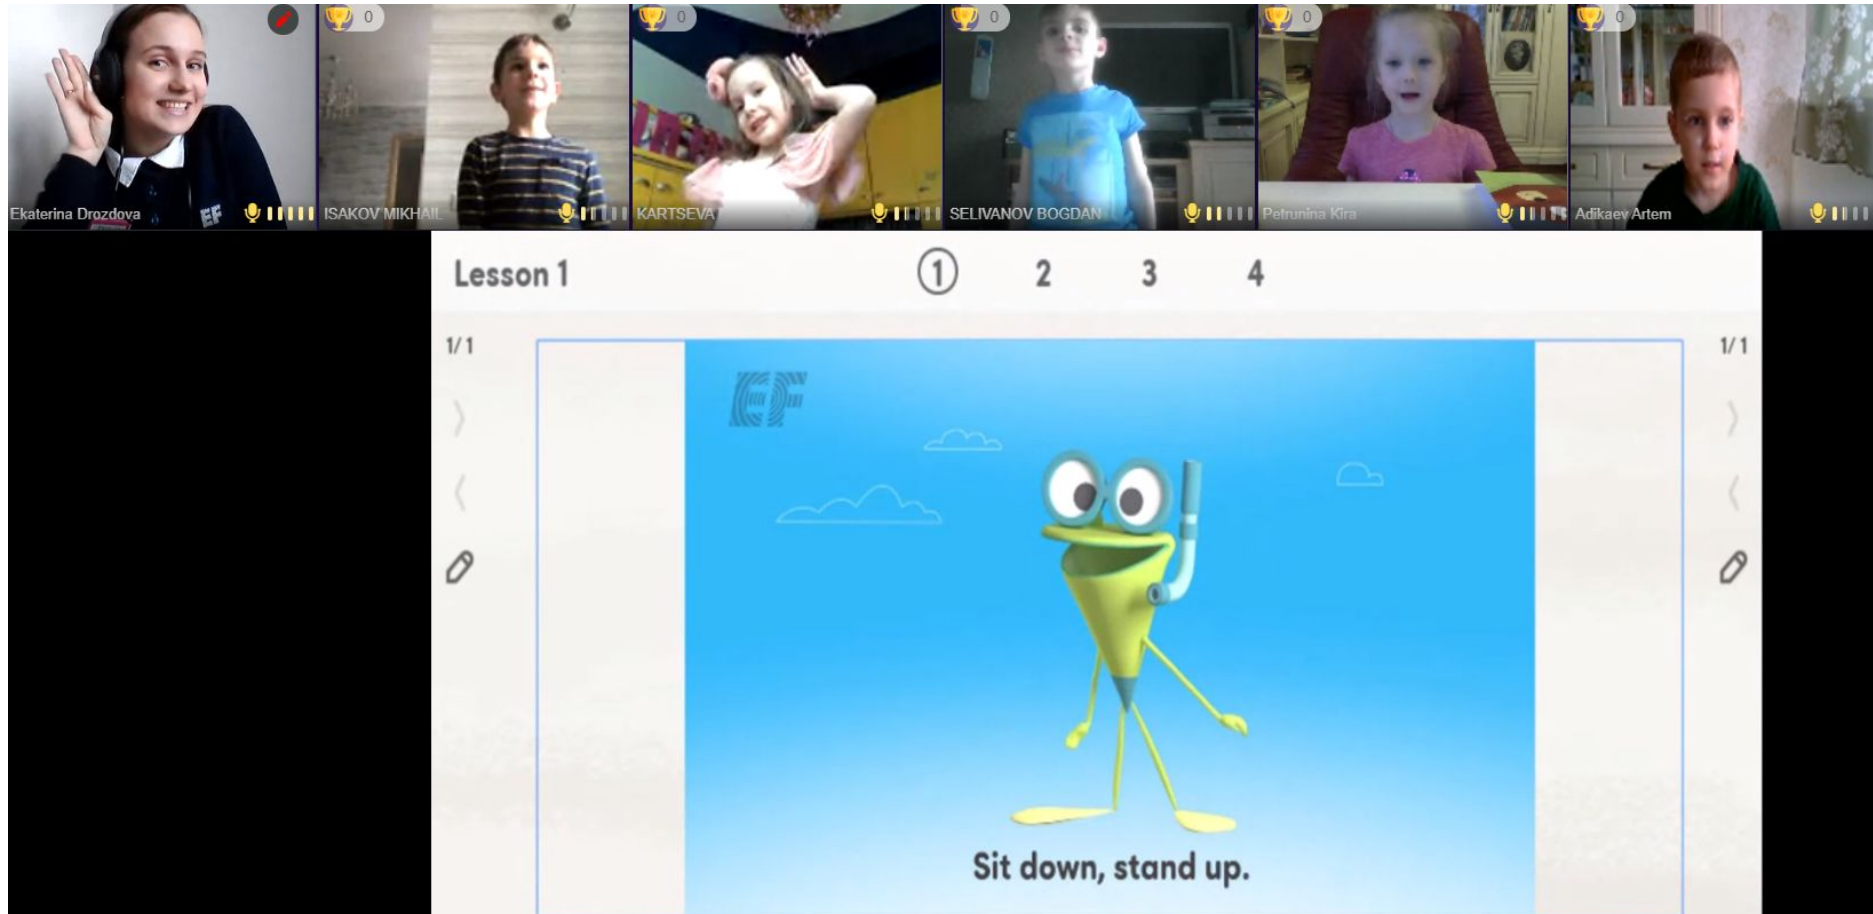 0
0
0
0
0
Ekaterina Drozdova
EF
ISAKOV MIKHAIL
KARTSEVA
SELIVANOV BOGDAN
Petrunina Kira
Adikaev Artem
Lesson 1
1
2
3
4
1/1
1/1
EF
Sit down, stand up.